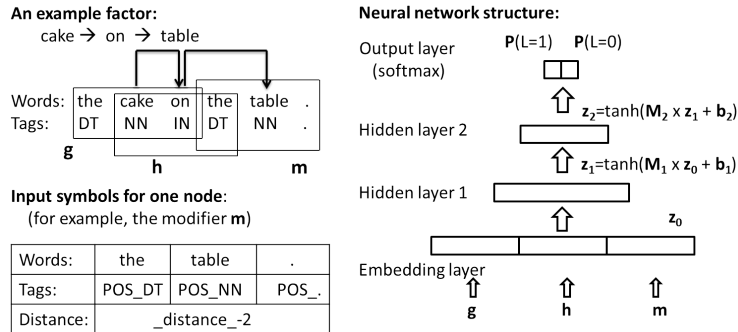 An example factor:
cake → on → table
Words: the cake on the table .
Tags: DT NN IN DT NN .
g
h
m
Input symbols for one node:
(for example, the modifier m)
Words: the table .
Tags: POS_DT POS_NN POS_.
Distance: _distance_-2
Neural network structure:
Output layer
(softmax)
P(L=1) P(L=0)
z2=tanh(M2 x z1 + b2)
Hidden layer 2
z1=tanh(M1 x z0 + b1)
Hidden layer 1
z0
Embedding layer
g h m